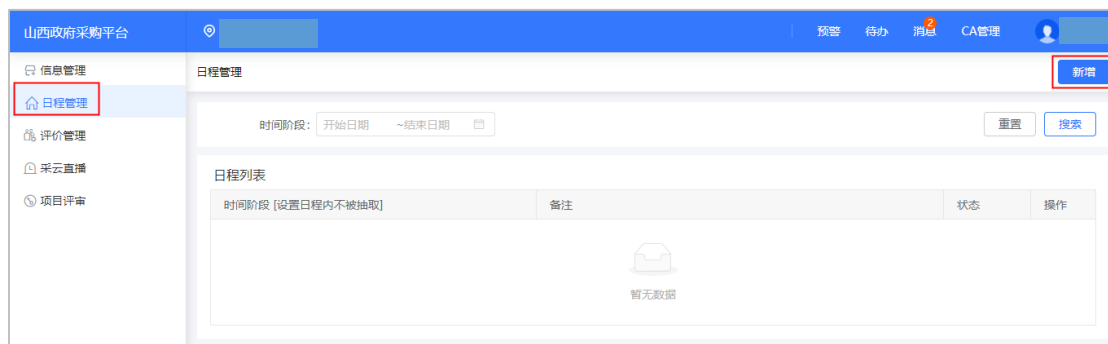 山西政府采购平台 预警 待办 消息 2 CA管理
信息管理
日程管理
评价管理
采云直播
项目评审
日程管理 新增
时间阶段: 开始日期 ~结束日期 重置 搜索
日程列表
时间阶段 [设置日程内不被抽取] 备注 状态 操作
暂无数据